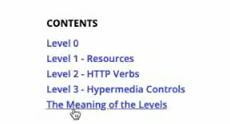 CONTENTS
Level 0
Level 1 - Resources
Level 2 - HTTP Verbs
Level 3 - Hypermedia Controls
The Meaning of the Levels